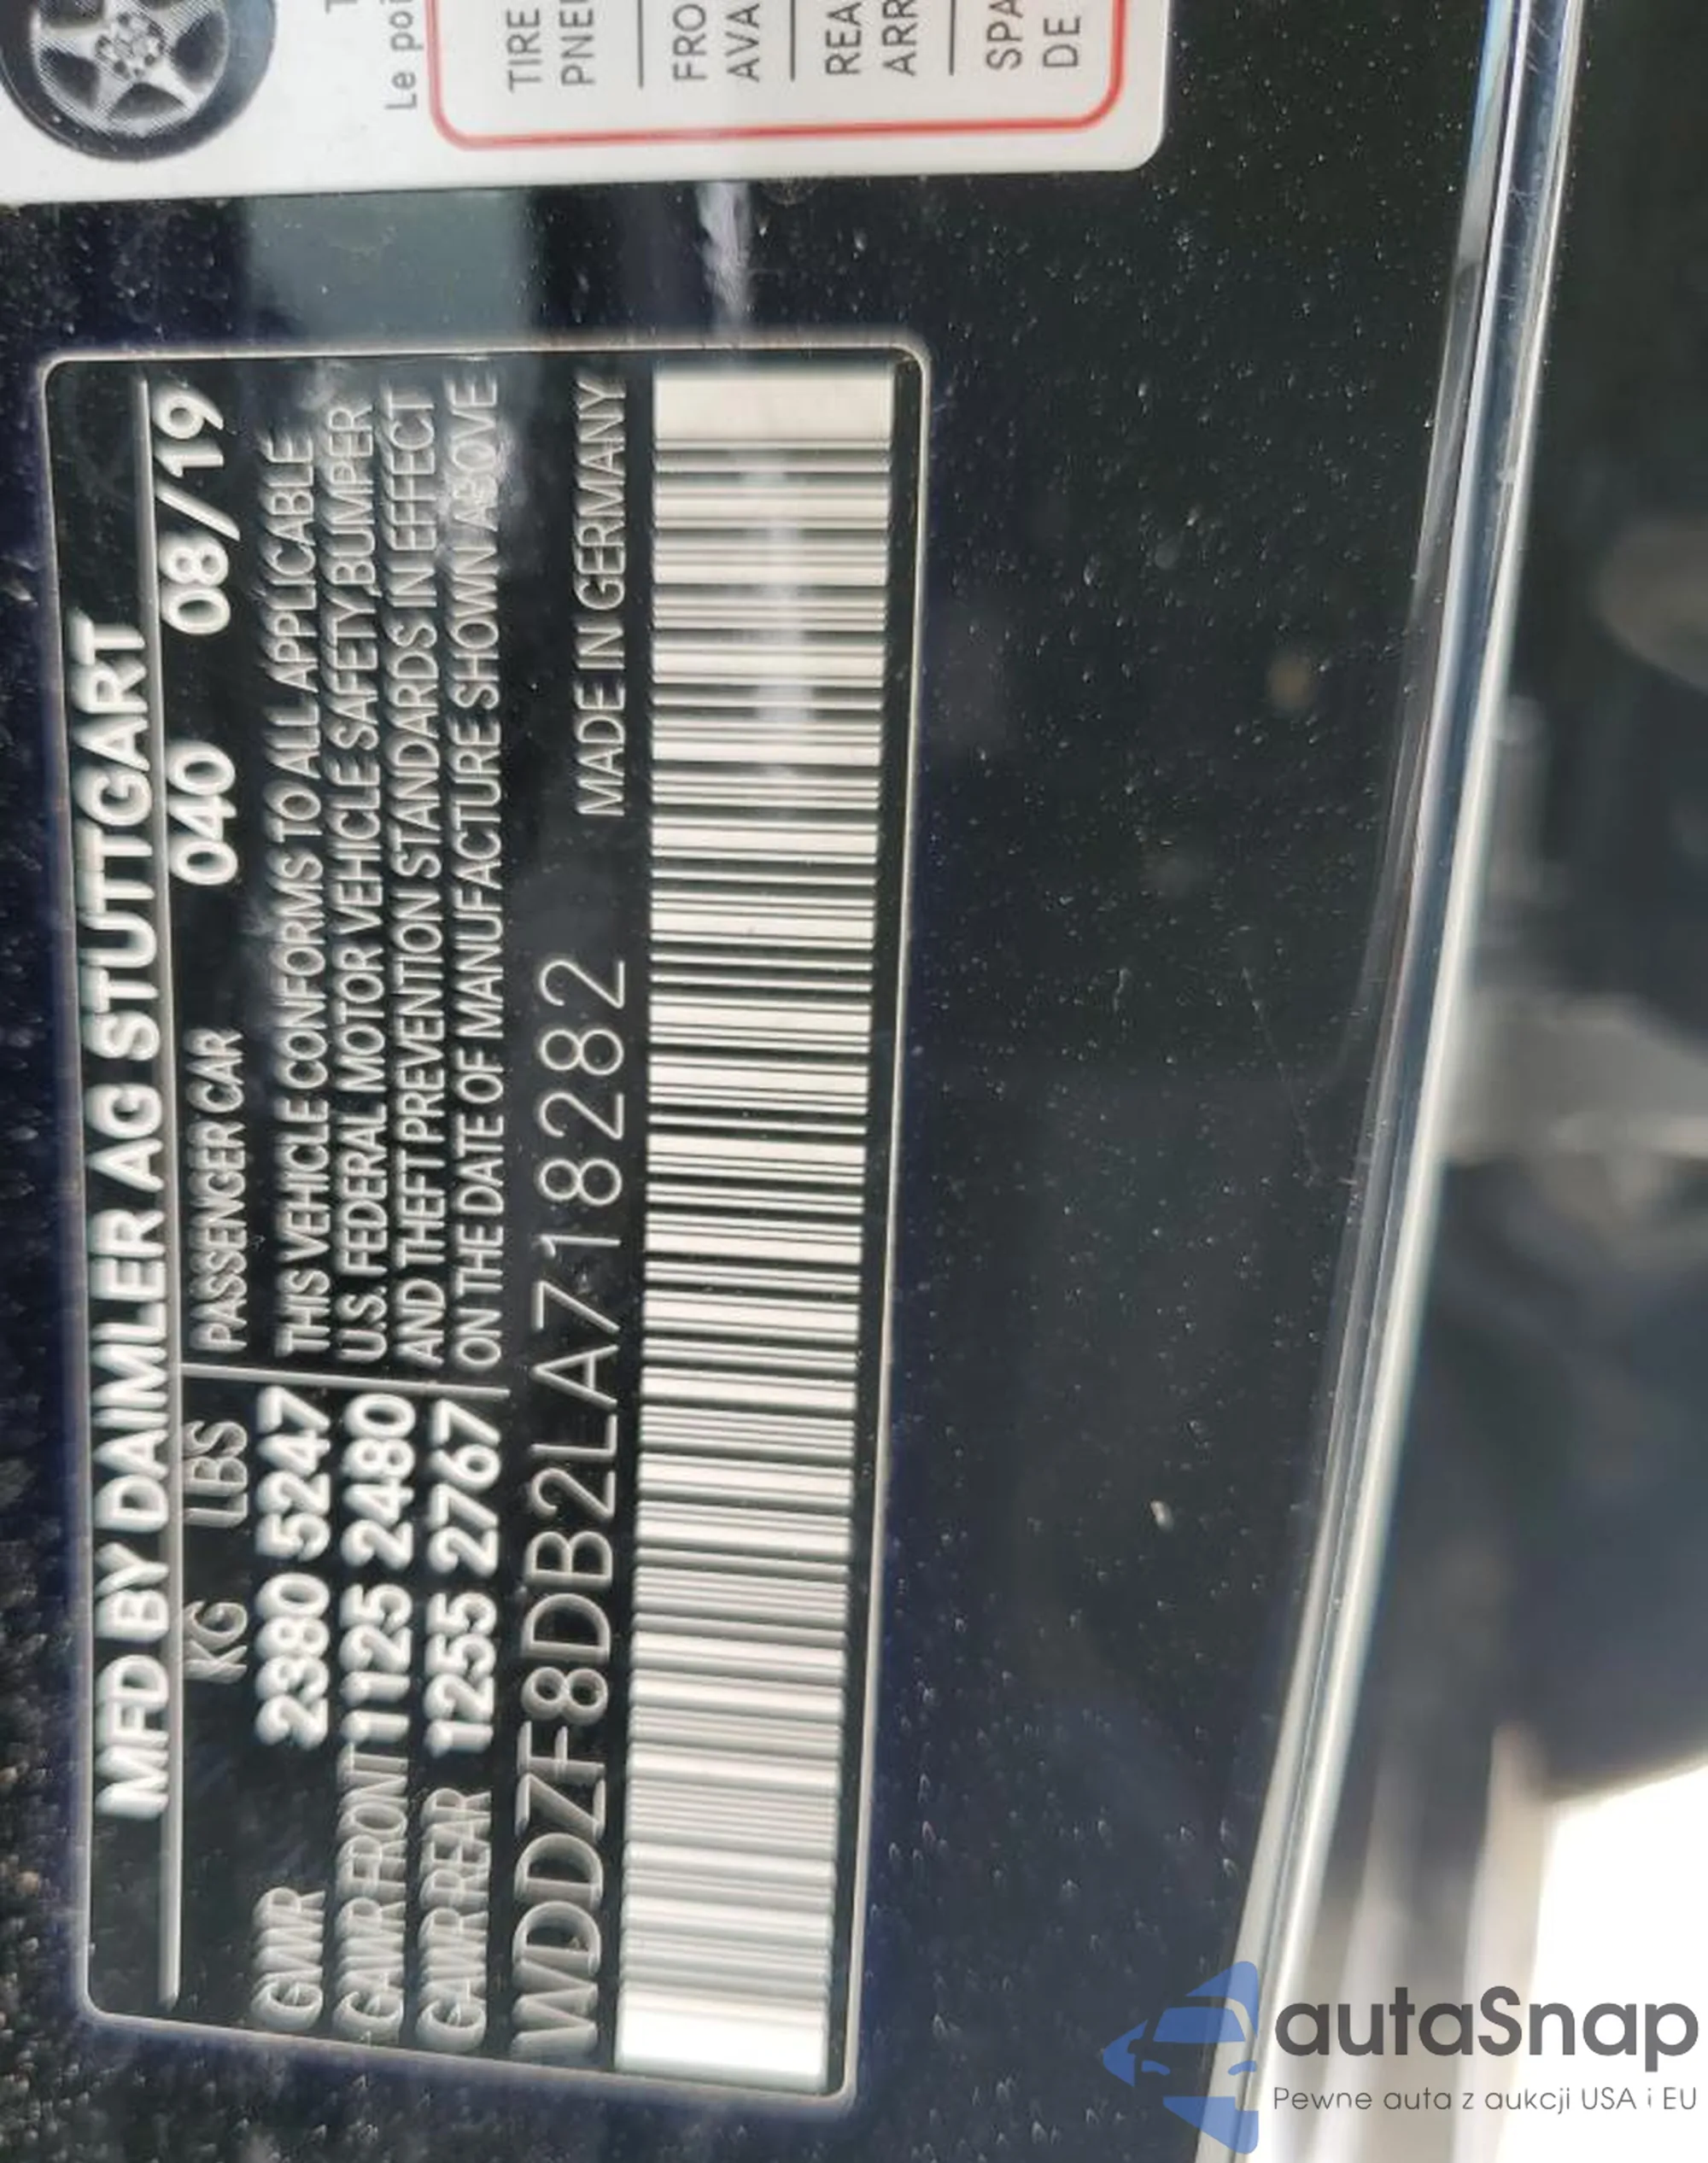 MFD BY DAIMLER AG STUTTGART
KG LBS PASSENGER CAR 040 08/19
GWR 2380 5247 THIS VEHICLE CONFORMS TO ALL APPLICABLE
GAWR FRONT 1125 2480 U.S. FEDERAL MOTOR VEHICLE SAFETY,BUMPER
GAWR REAR 1255 2767 AND THEFT PREVENTION STANDARDS IN EFFECT
ON THE DATE OF MANUFACTURE SHOWN ABOVE
WDDZF8DB2LA718282 MADE IN GERMANY
Le poi
TIRE
PNE
FRO
AVA
REA
ARR
SPA
DE
autaSnap
Pewne auta z aukcji USA i EU